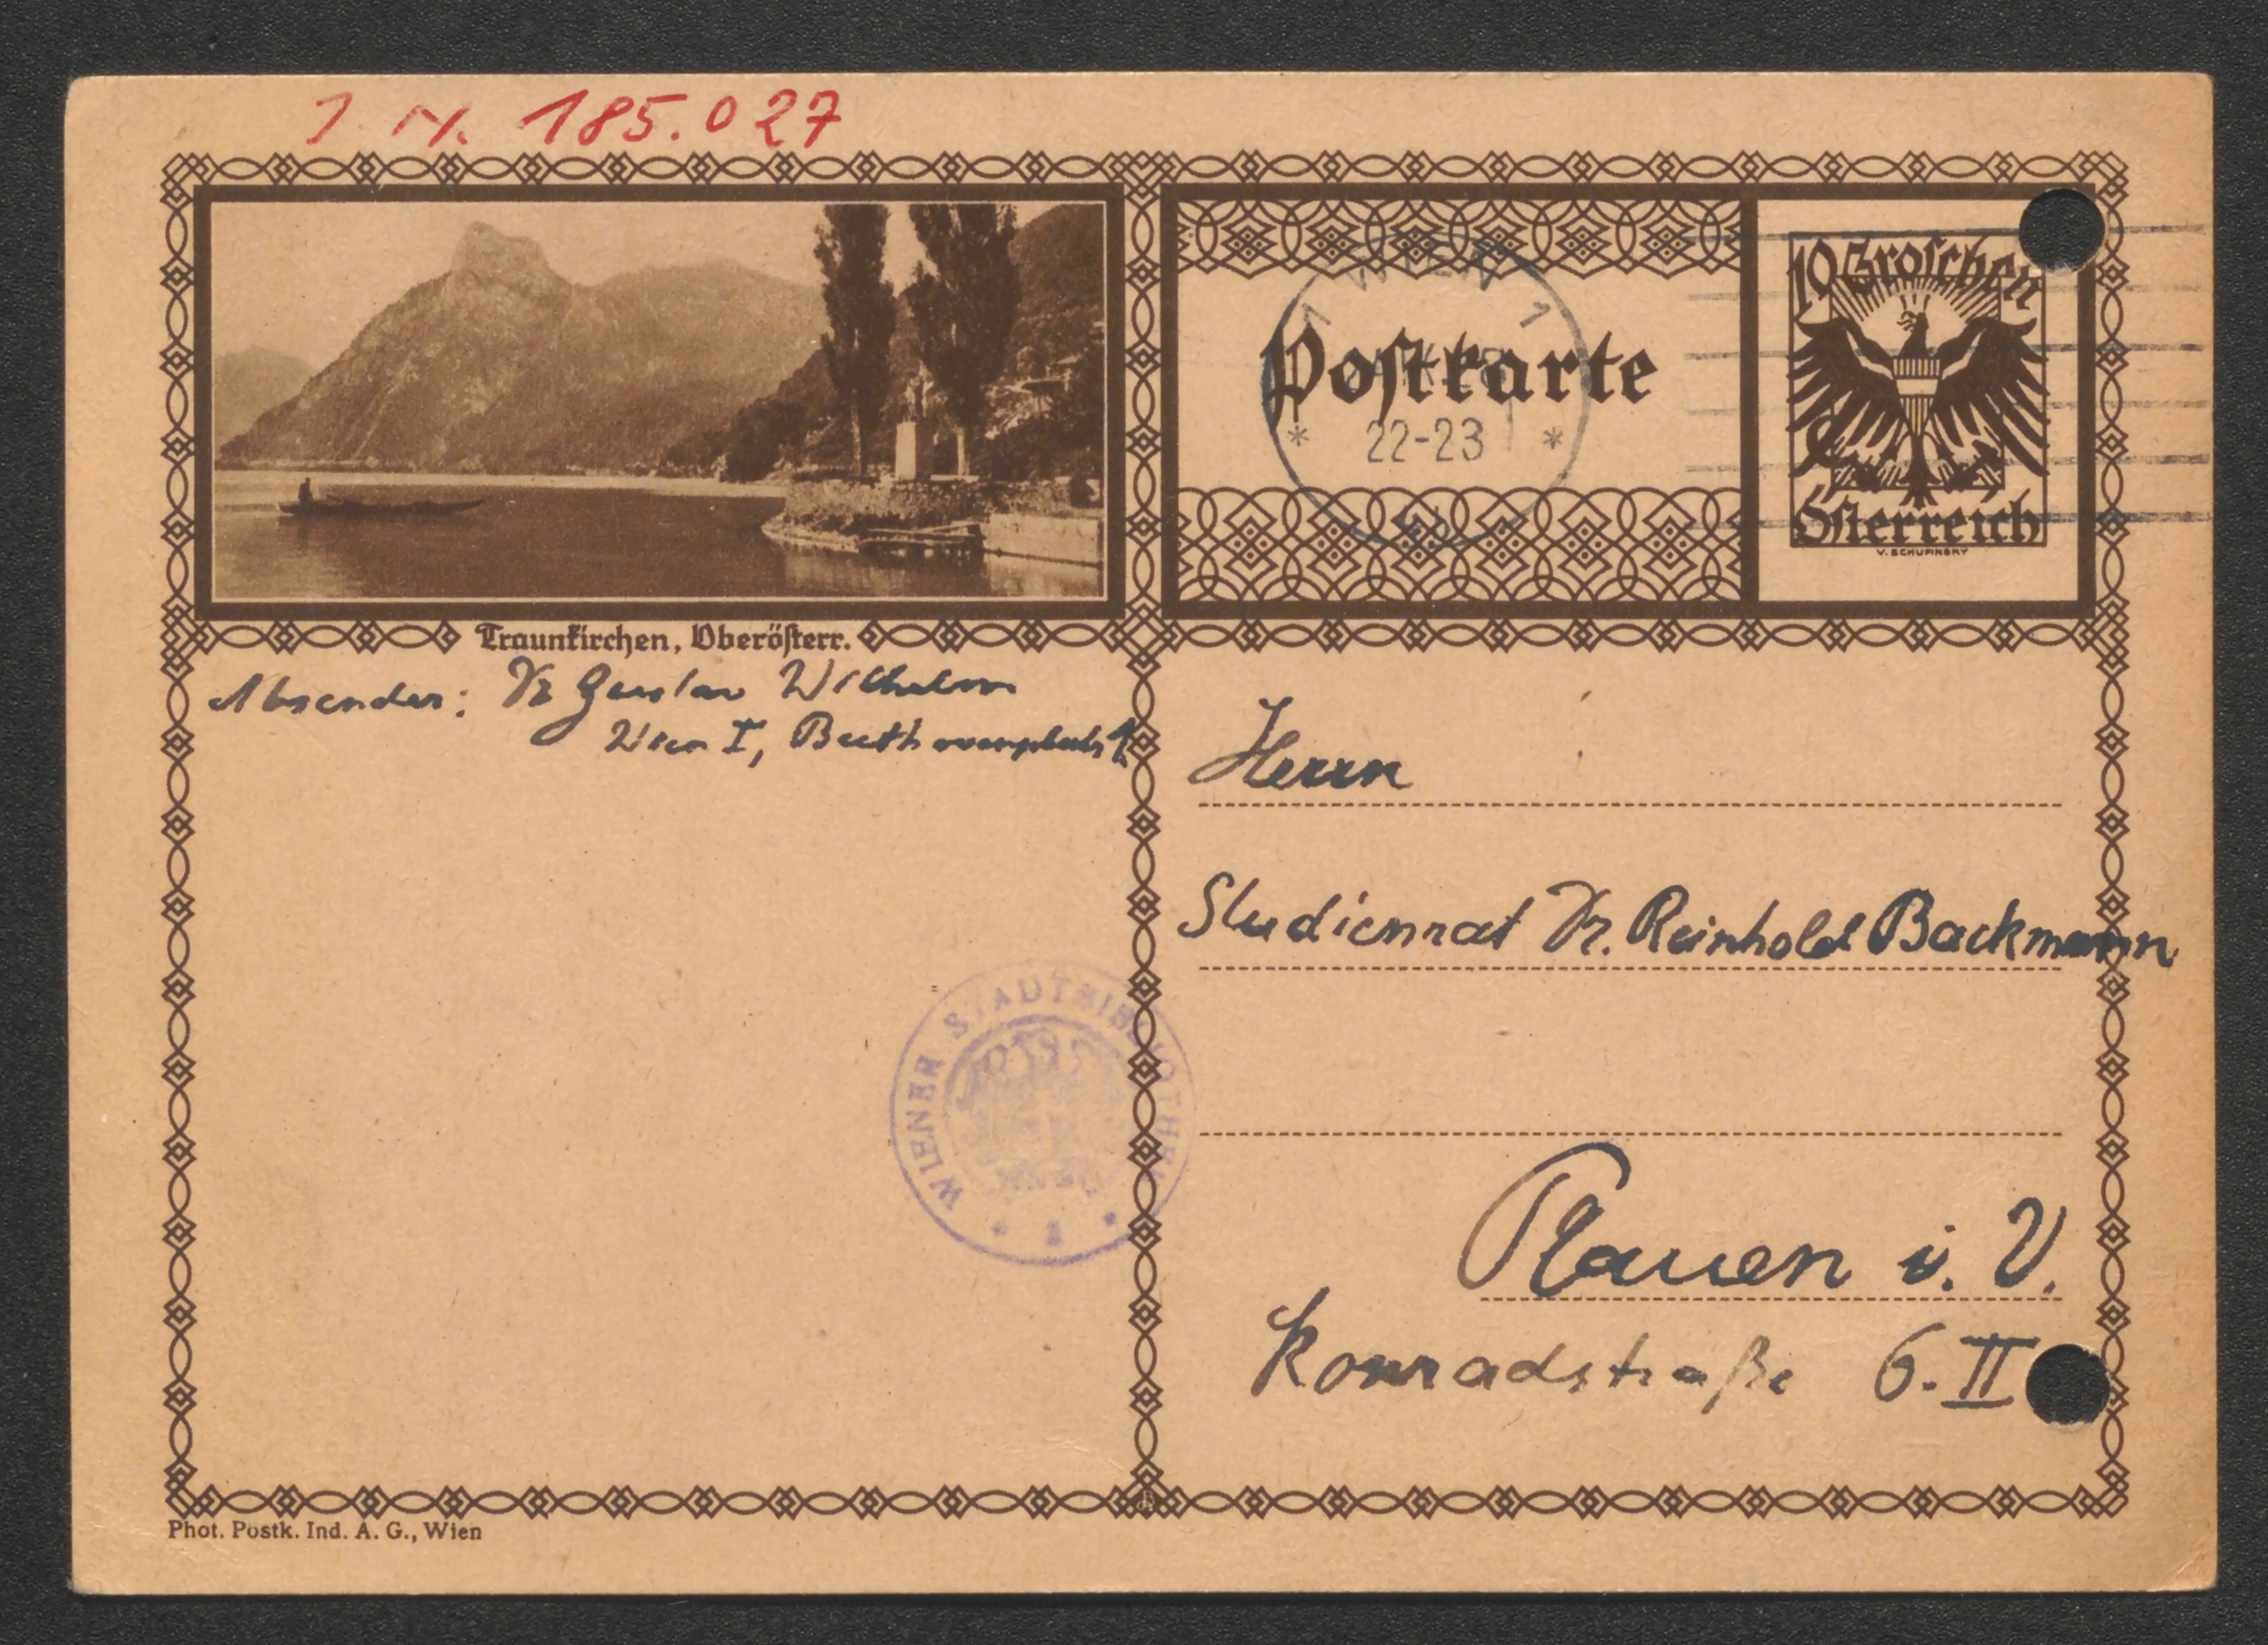 J. N. 185.027
Postkarte
1 WIEN 1
22-23
10 Groschen
Österreich
V. SCHUFINSKY
Traunkirchen, Oberösterr.
Absender: Dr Gustav Wilhelm
Wien I, Beethovenplatz 1
Herrn
Studienrat Dr. Reinhold Backmann
WIENER STADTBIBLIOTHEK
Plauen i. V.
Konradstraße 6. II
Phot. Postk. Ind. A. G., Wien